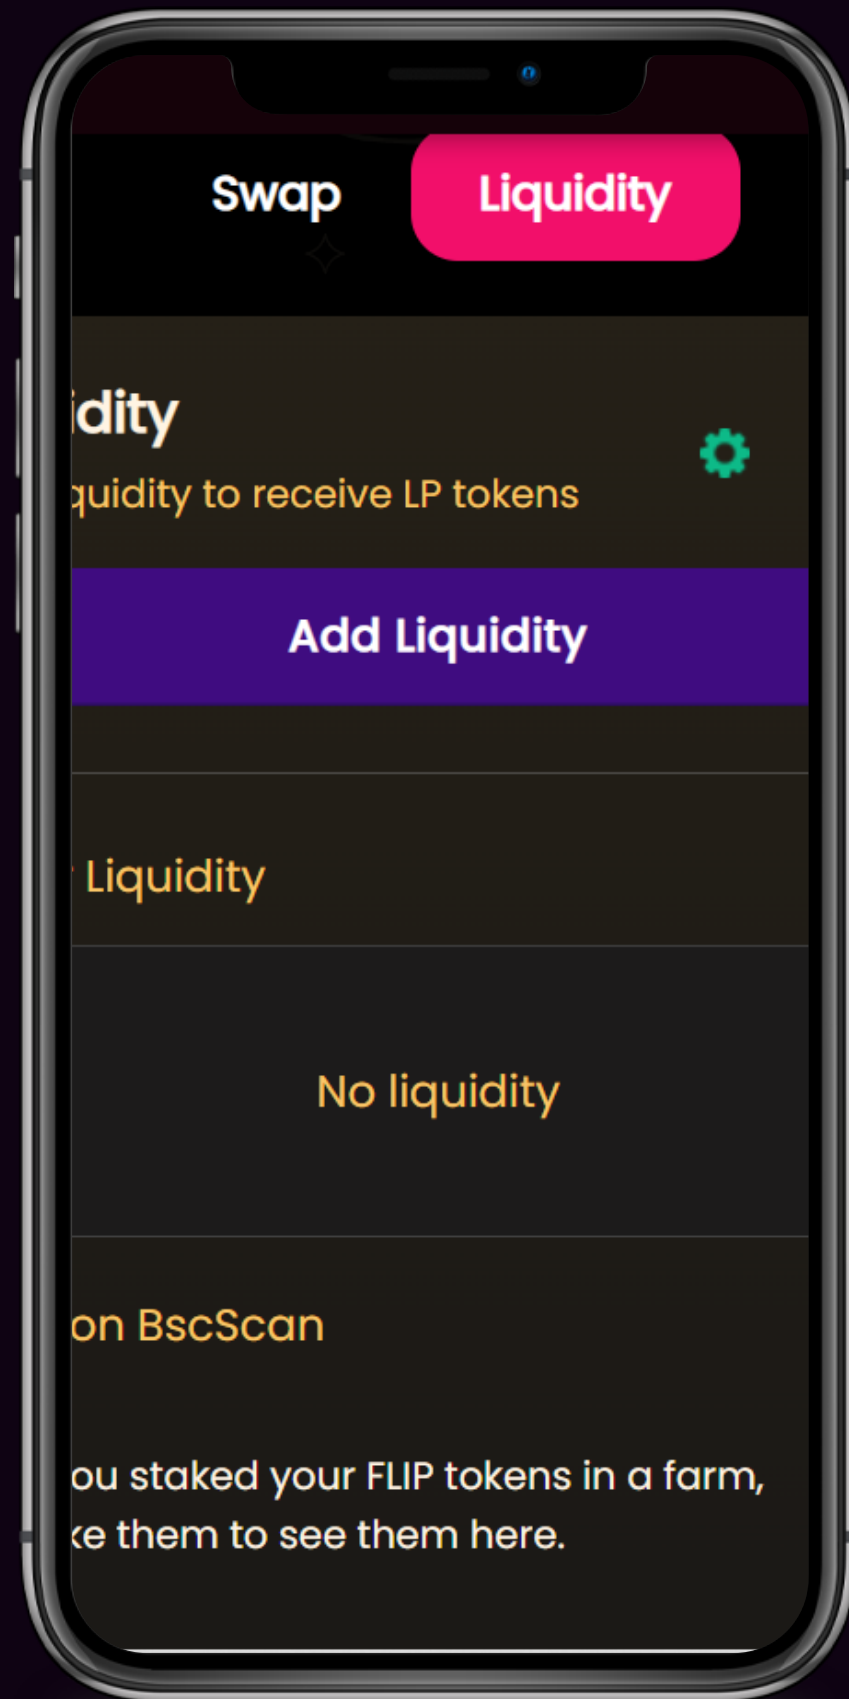 Swap Liquidity
idity
quidity to receive LP tokens
Add Liquidity
Liquidity
No liquidity
on BscScan
ou staked your FLIP tokens in a farm,
ke them to see them here.